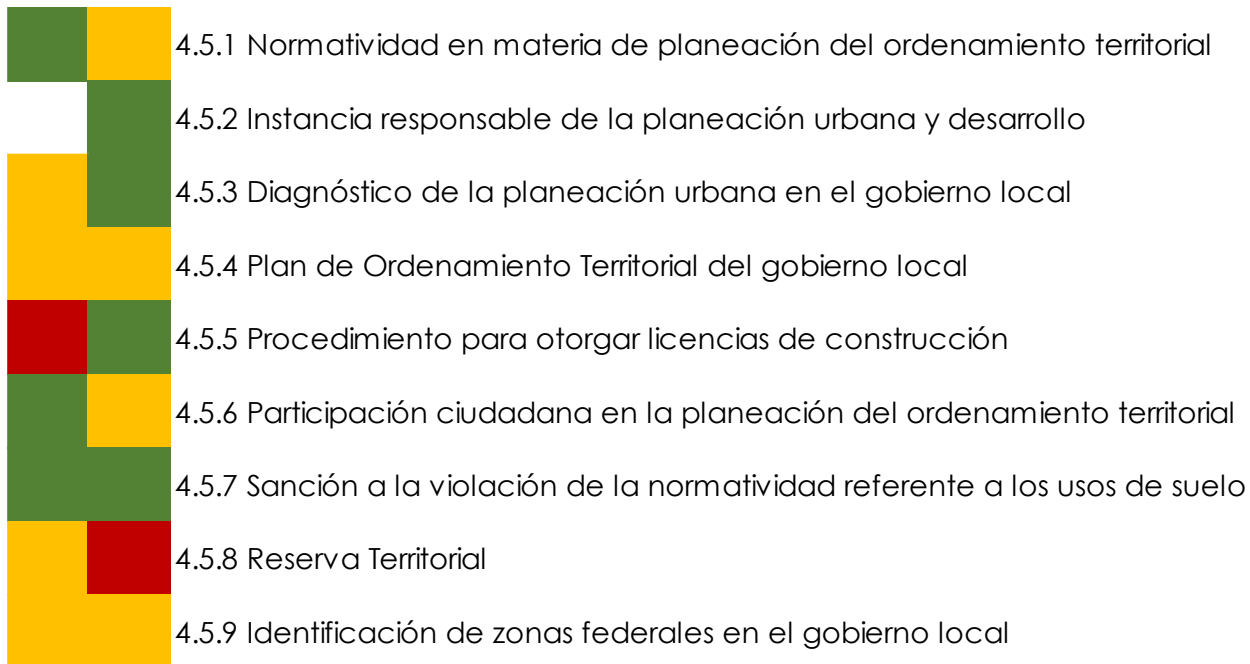 4.5.1 Normatividad en materia de planeación del ordenamiento territorial
4.5.2 Instancia responsable de la planeación urbana y desarrollo
4.5.3 Diagnóstico de la planeación urbana en el gobierno local
4.5.4 Plan de Ordenamiento Territorial del gobierno local
4.5.5 Procedimiento para otorgar licencias de construcción
4.5.6 Participación ciudadana en la planeación del ordenamiento territorial
4.5.7 Sanción a la violación de la normatividad referente a los usos de suelo
4.5.8 Reserva Territorial
4.5.9 Identificación de zonas federales en el gobierno local